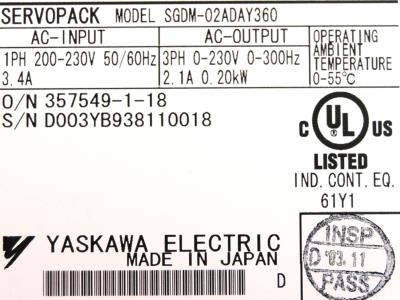 SERVOPACK MODEL SGDM-02ADAY360
AC-INPUT AC-OUTPUT OPERATING AMBIENT TEMPERATURE
1PH 200-230V 50/60Hz 3PH 0-230V 0-300Hz
3.4A 2.1A 0.20kW 0-55℃
O/N 357549-1-18
S/N D003YB938110018
C UL US
LISTED
IND. CONT. EQ.
61Y1
YASKAWA ELECTRIC
MADE IN JAPAN
D
INSP
D '03.11
PASS